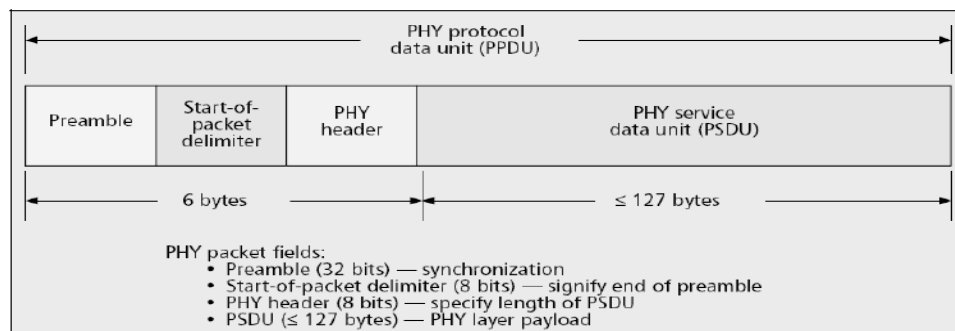 PHY protocol
data unit (PPDU)
Preamble
Start-of-
packet
delimiter
PHY
header
PHY service
data unit (PSDU)
6 bytes
≤ 127 bytes
PHY packet fields:
• Preamble (32 bits) — synchronization
• Start-of-packet delimiter (8 bits) — signify end of preamble
• PHY header (8 bits) — specify length of PSDU
• PSDU (≤ 127 bytes) — PHY layer payload